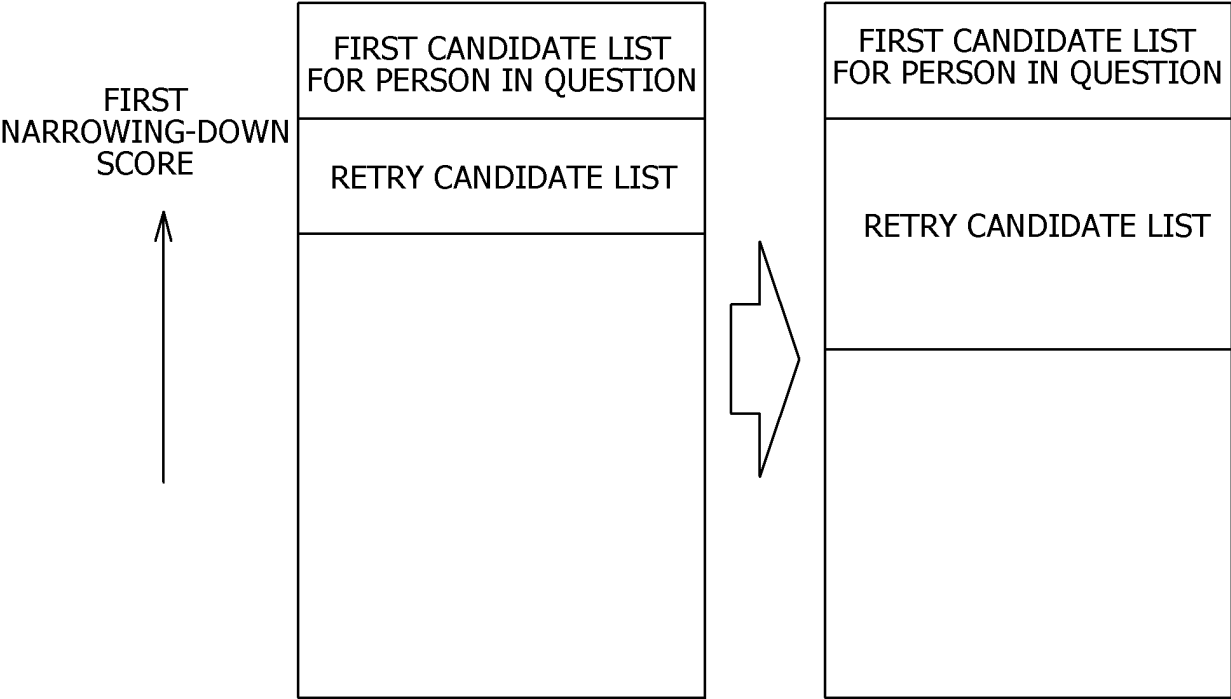 FIRST
NARROWING-DOWN
SCORE
FIRST CANDIDATE LIST
FOR PERSON IN QUESTION
RETRY CANDIDATE LIST
FIRST CANDIDATE LIST
FOR PERSON IN QUESTION
RETRY CANDIDATE LIST